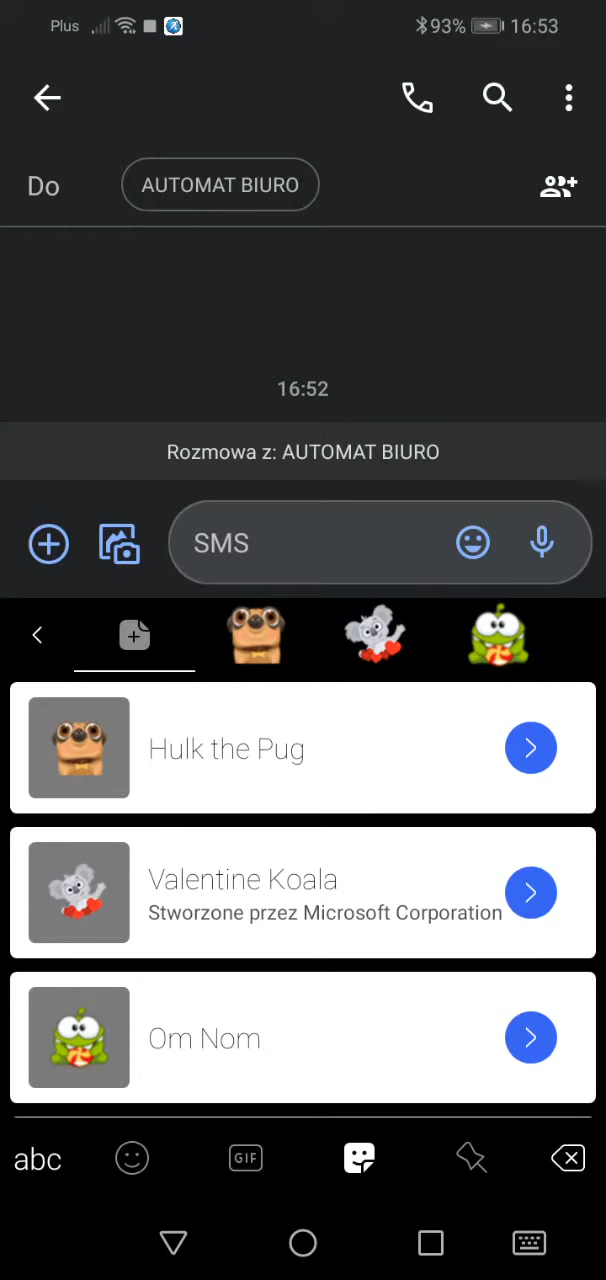 Plus 93% 16:53
Do AUTOMAT BIURO
16:52
Rozmowa z: AUTOMAT BIURO
SMS
Hulk the Pug
Valentine Koala
Stworzone przez Microsoft Corporation
Om Nom
abc GIF